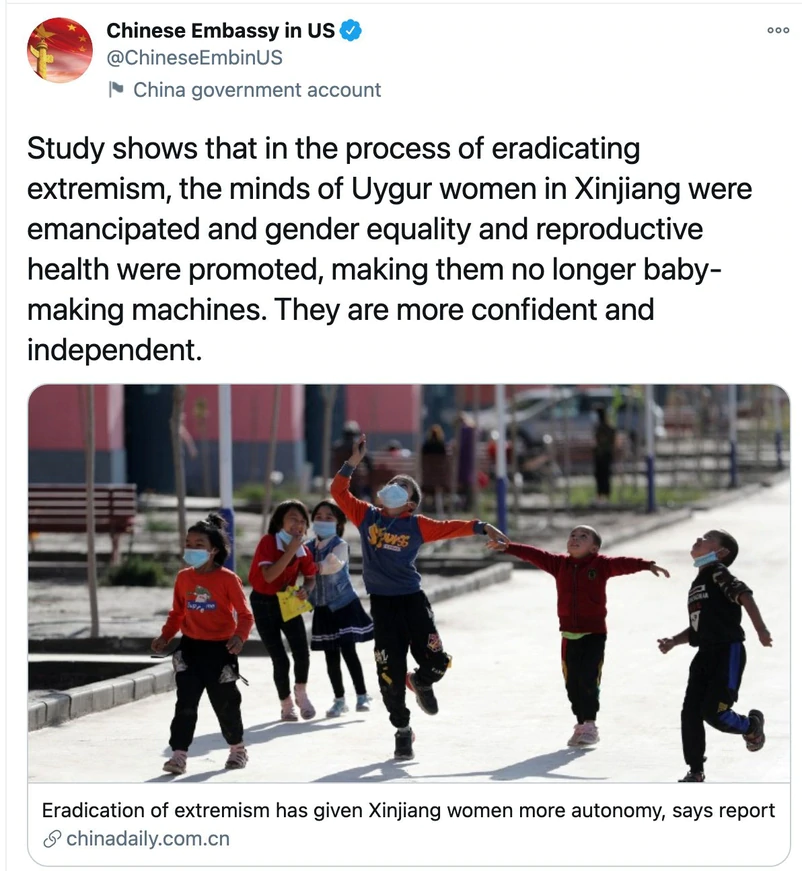 Chinese Embassy in US
@ChineseEmbinUS
China government account
Study shows that in the process of eradicating
extremism, the minds of Uygur women in Xinjiang were
emancipated and gender equality and reproductive
health were promoted, making them no longer baby-
making machines. They are more confident and
independent.
Eradication of extremism has given Xinjiang women more autonomy, says report
chinadaily.com.cn